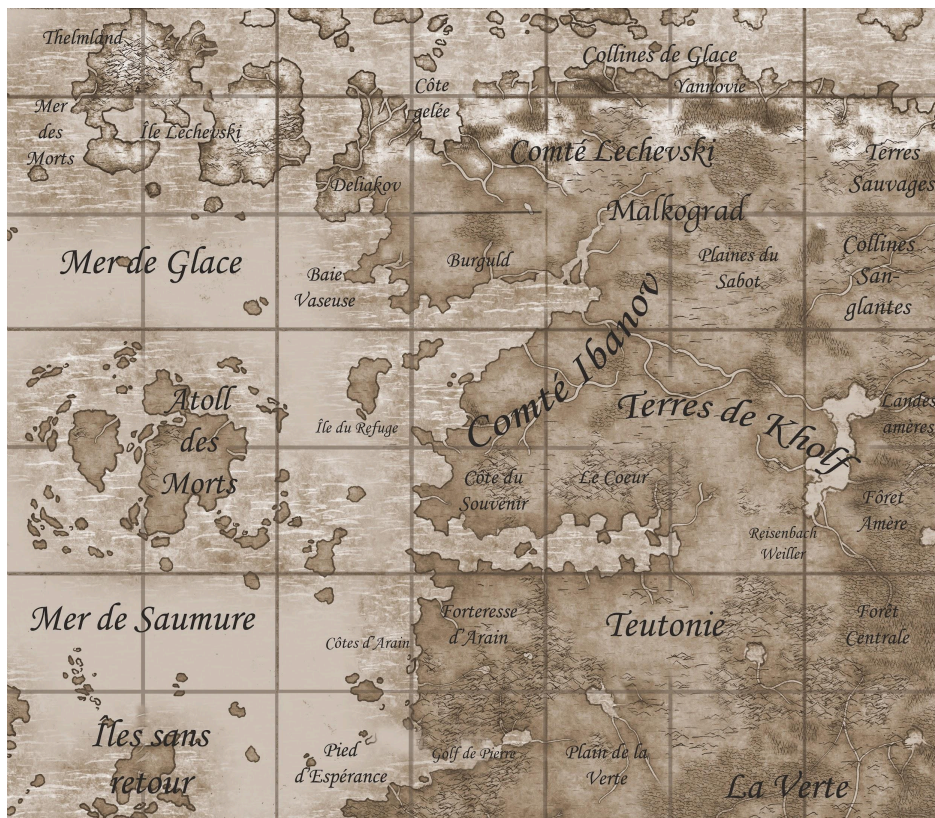 Thelmland
Collines de Glace
Côte
gelée
Yannovie
Mer
des
Morts
Île Lechevski
Comté Lechevski
Terres
Sauvages
Deliakov
Malkograd
Mer de Glace
Baie
Vaseuse
Burguld
Plaines du
Sabot
Collines
San-
glantes
Comté Ibanov
Atoll
des
Morts
Île du Refuge
Terres de Kholf
Landes
amères
Côte du
Souvenir
Le Coeur
Fôret
Amère
Reisenbach
Weiller
Mer de Saumure
Côtes d'Arain
Forteresse
d'Arain
Teutonie
Forêt
Centrale
Îles sans
retour
Pied
d'Espérance
Golf de Pierre
Plain de la
Verte
La Verte